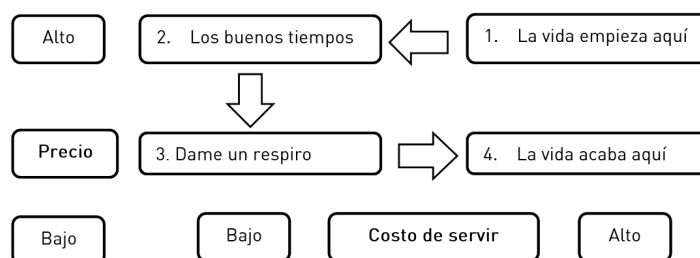 Alto
2. Los buenos tiempos
1. La vida empieza aquí
Precio
3. Dame un respiro
4. La vida acaba aquí
Bajo
Bajo
Costo de servir
Alto